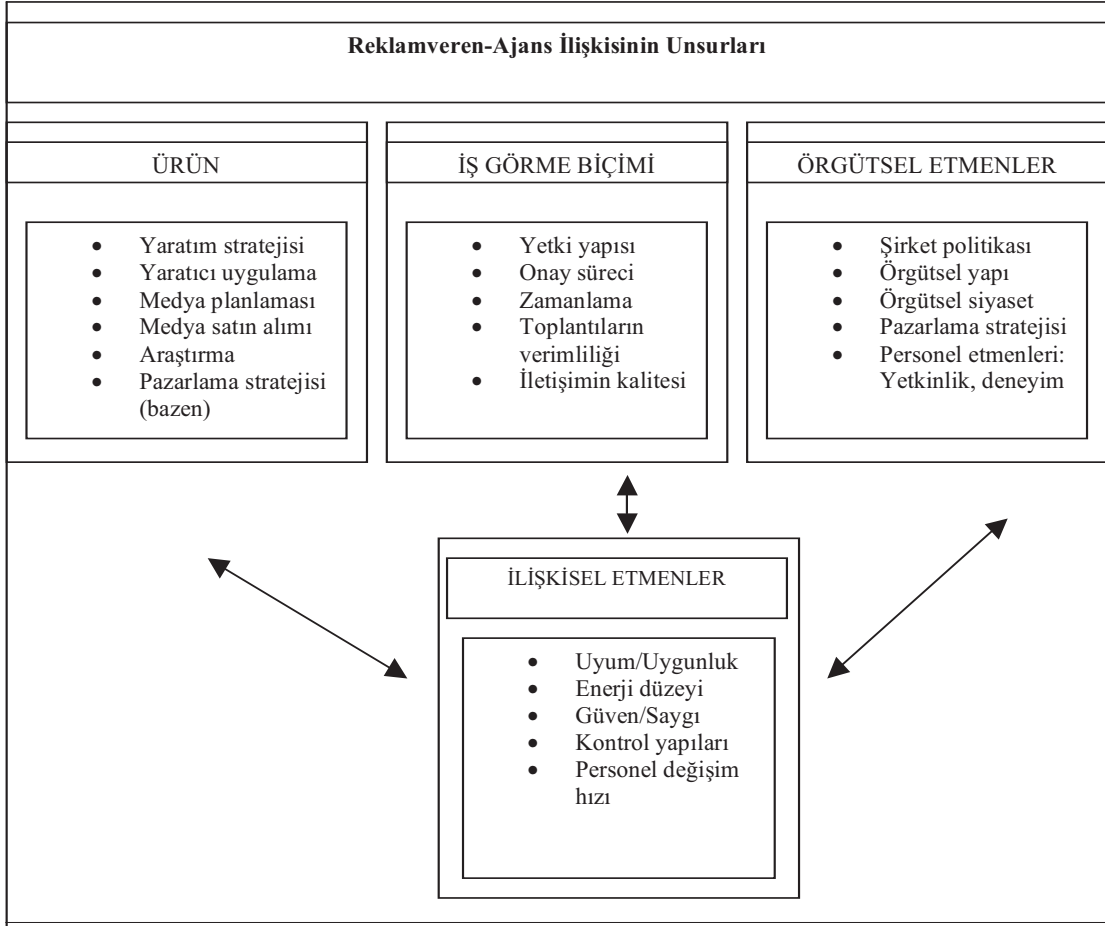 Reklamveren-Ajans İlişkisinin Unsurları
ÜRÜN
• Yaratım stratejisi
• Yaratıcı uygulama
• Medya planlaması
• Medya satın alımı
• Araştırma
• Pazarlama stratejisi
(bazen)
İŞ GÖRME BİÇİMİ
• Yetki yapısı
• Onay süreci
• Zamanlama
• Toplantıların
verimliliği
• İletişimin kalitesi
ÖRGÜTSEL ETMENLER
• Şirket politikası
• Örgütsel yapı
• Örgütsel siyaset
• Pazarlama stratejisi
• Personel etmenleri:
Yetkinlik, deneyim
İLİŞKİSEL ETMENLER
• Uyum/Uygunluk
• Enerji düzeyi
• Güven/Saygı
• Kontrol yapıları
• Personel değişim
hızı